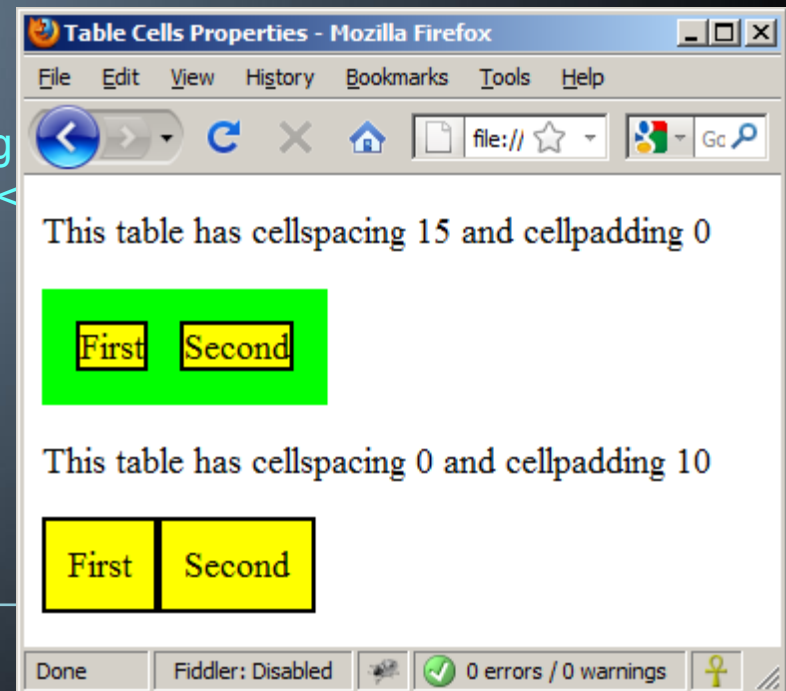 Table Cells Properties - Mozilla Firefox
File Edit View History Bookmarks Tools Help
file://
g
<
This table has cellspacing 15 and cellpadding 0
First Second
This table has cellspacing 0 and cellpadding 10
First Second
Done Fiddler: Disabled 0 errors / 0 warnings